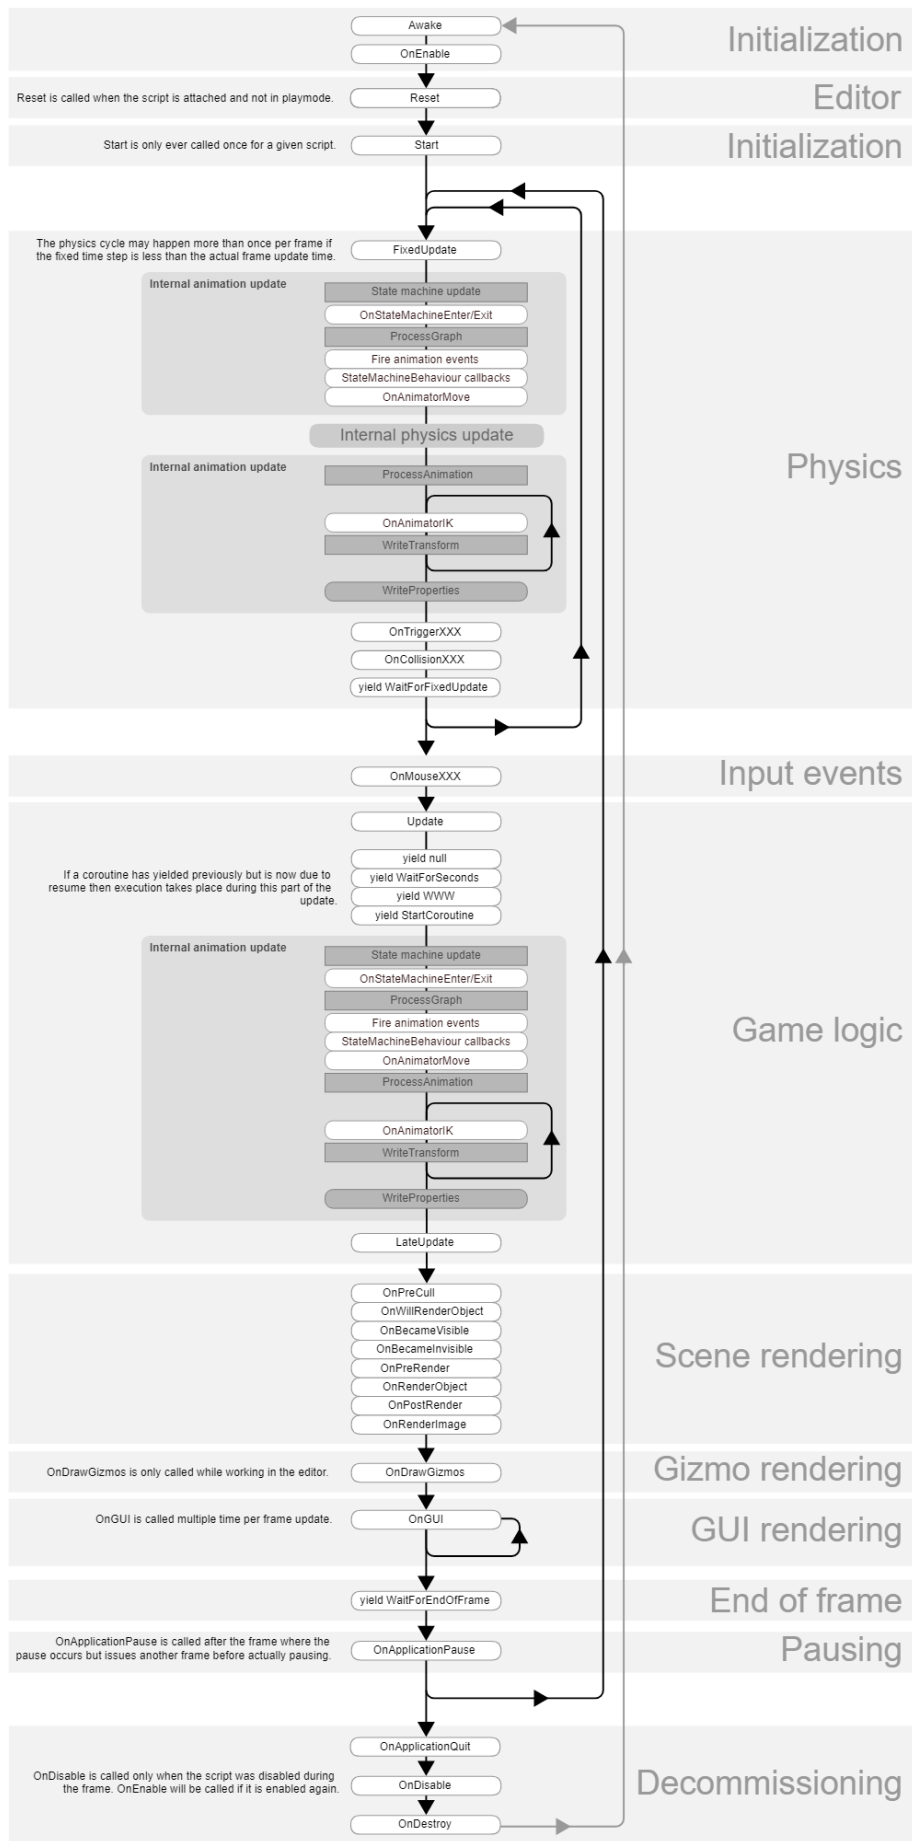 Awake
Initialization
OnEnable
Reset is called when the script is attached and not in playmode.
Reset
Editor
Start is only ever called once for a given script.
Start
Initialization
The physics cycle may happen more than once per frame if
the fixed time step is less than the actual frame update time.
FixedUpdate
Internal animation update
State machine update
OnStateMachineEnter/Exit
ProcessGraph
Fire animation events
StateMachineBehaviour callbacks
OnAnimatorMove
Internal physics update
Physics
Internal animation update
ProcessAnimation
OnAnimatorIK
WriteTransform
WriteProperties
OnTriggerXXX
OnCollisionXXX
yield WaitForFixedUpdate
OnMouseXXX
Input events
Update
yield null
If a coroutine has yielded previously but is now due to
resume then execution takes place during this part of the
update.
yield WaitForSeconds
yield WWW
yield StartCoroutine
Internal animation update
State machine update
OnStateMachineEnter/Exit
ProcessGraph
Fire animation events
StateMachineBehaviour callbacks
OnAnimatorMove
ProcessAnimation
Game logic
OnAnimatorIK
WriteTransform
WriteProperties
LateUpdate
OnPreCull
OnWillRenderObject
OnBecameVisible
OnBecameInvisible
OnPreRender
OnRenderObject
OnPostRender
OnRenderImage
Scene rendering
OnDrawGizmos is only called while working in the editor.
OnDrawGizmos
Gizmo rendering
OnGUI is called multiple time per frame update.
OnGUI
GUI rendering
yield WaitForEndOfFrame
End of frame
OnApplicationPause is called after the frame where the
pause occurs but issues another frame before actually pausing.
OnApplicationPause
Pausing
OnApplicationQuit
OnDisable is called only when the script was disabled during
the frame. OnEnable will be called if it is enabled again.
OnDisable
Decommissioning
OnDestroy